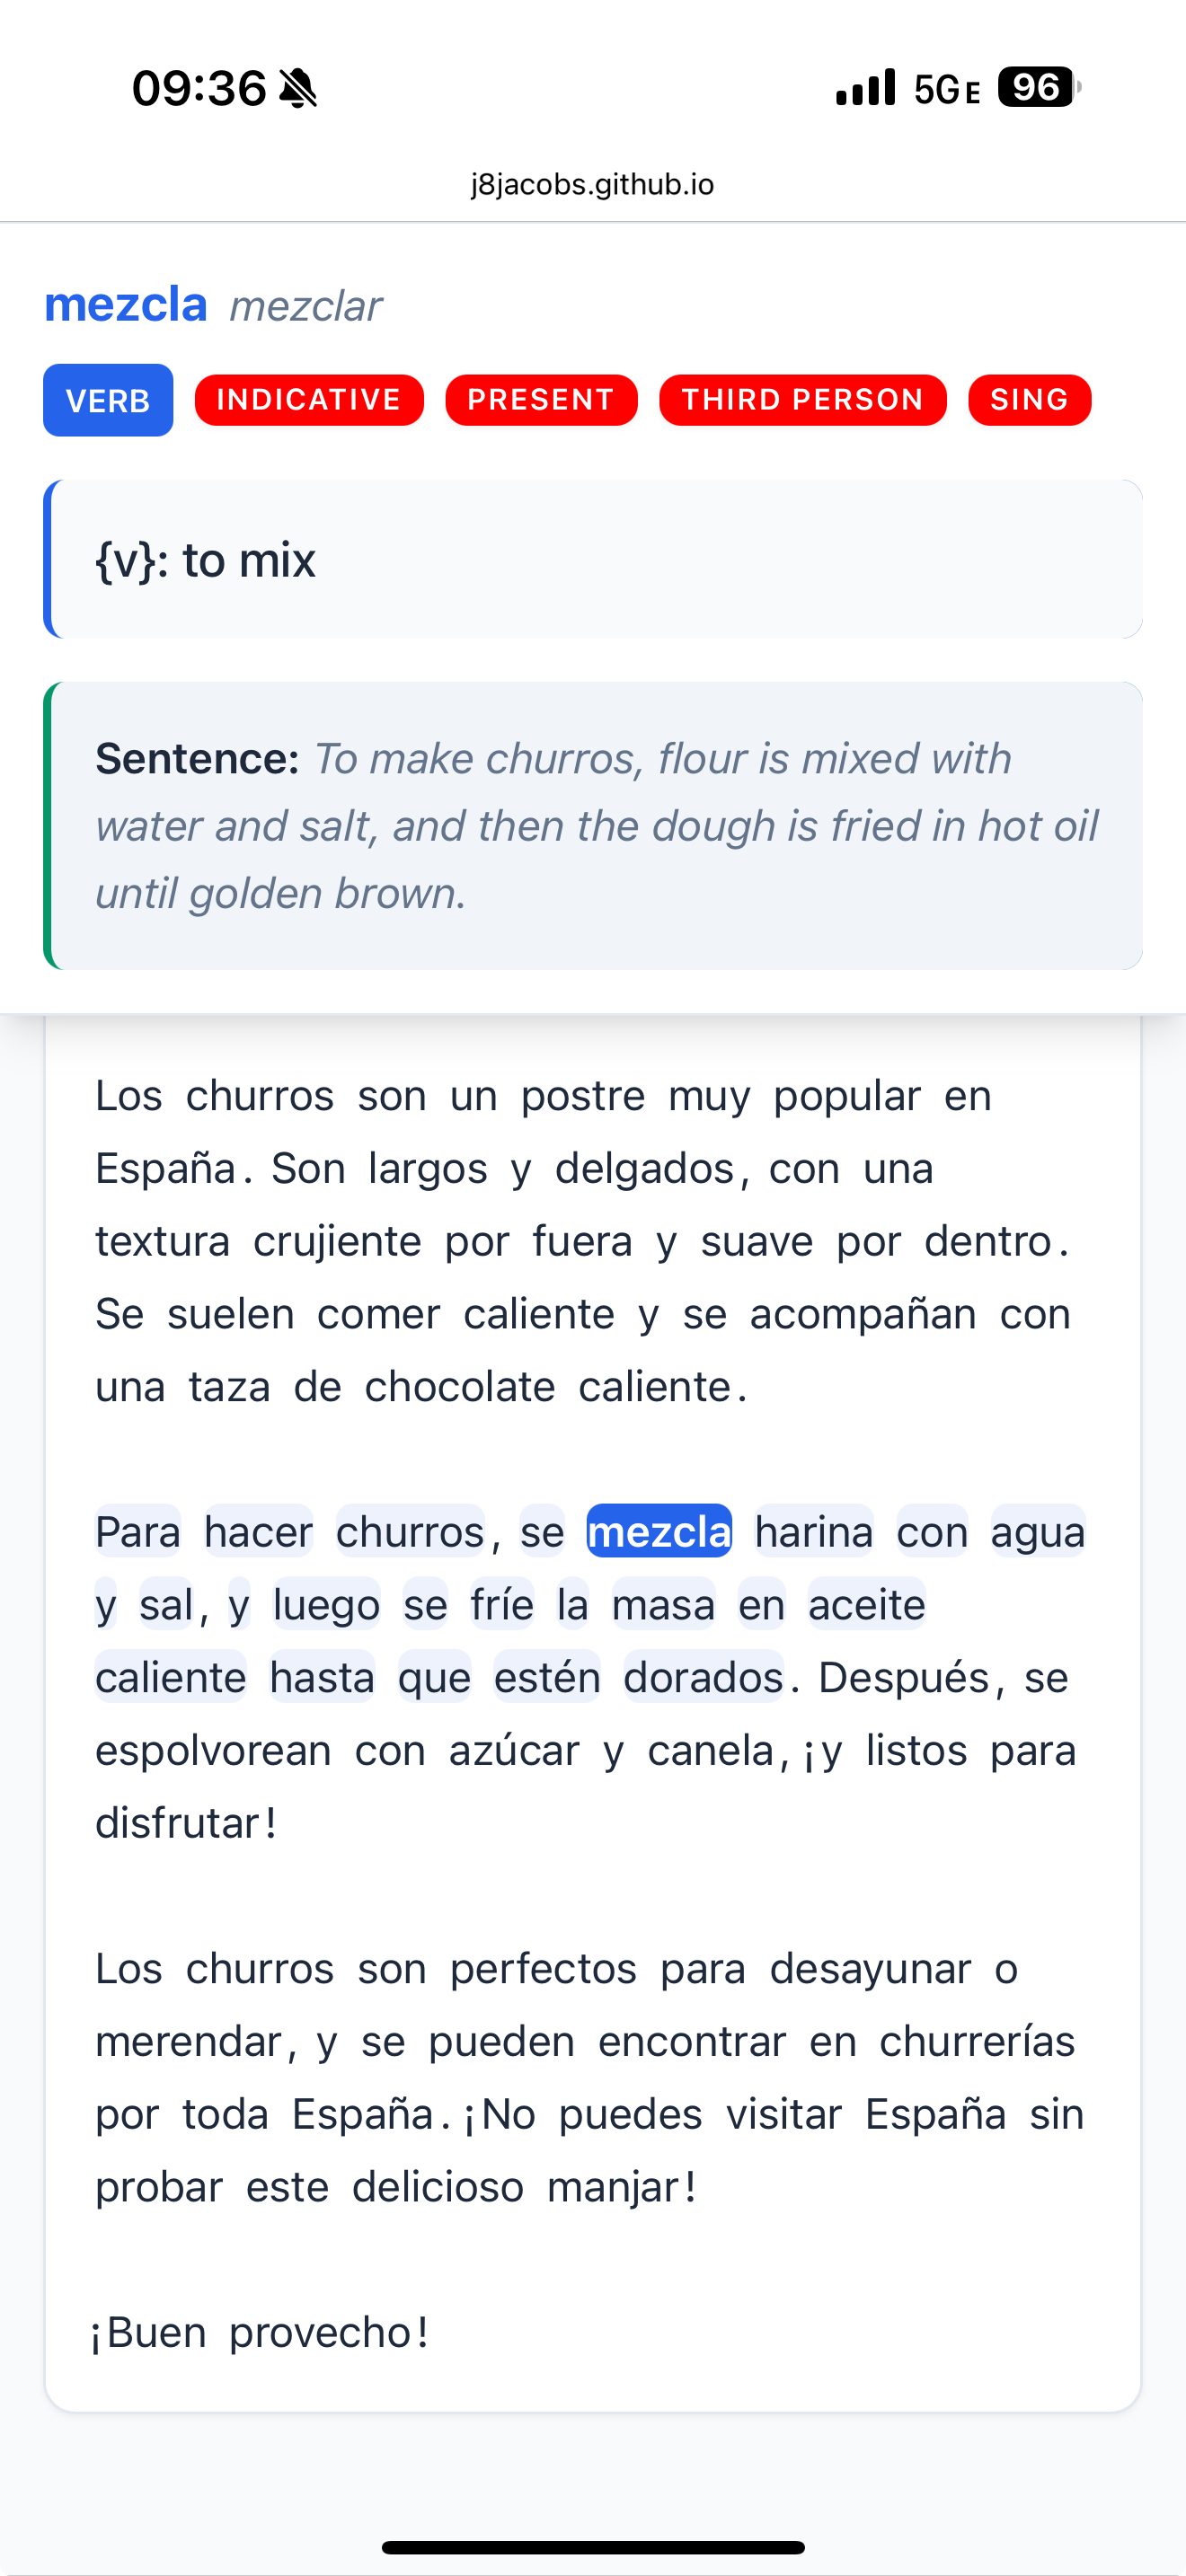 09:36
5GE 96
j8jacobs.github.io
mezcla mezclar
VERB INDICATIVE PRESENT THIRD PERSON SING
{v}: to mix
Sentence: To make churros, flour is mixed with
water and salt, and then the dough is fried in hot oil
until golden brown.
Los churros son un postre muy popular en
España. Son largos y delgados, con una
textura crujiente por fuera y suave por dentro.
Se suelen comer caliente y se acompañan con
una taza de chocolate caliente.
Para hacer churros, se mezcla harina con agua
y sal, y luego se fríe la masa en aceite
caliente hasta que estén dorados. Después, se
espolvorean con azúcar y canela, ¡y listos para
disfrutar!
Los churros son perfectos para desayunar o
merendar, y se pueden encontrar en churrerías
por toda España. ¡No puedes visitar España sin
probar este delicioso manjar!
¡Buen provecho!